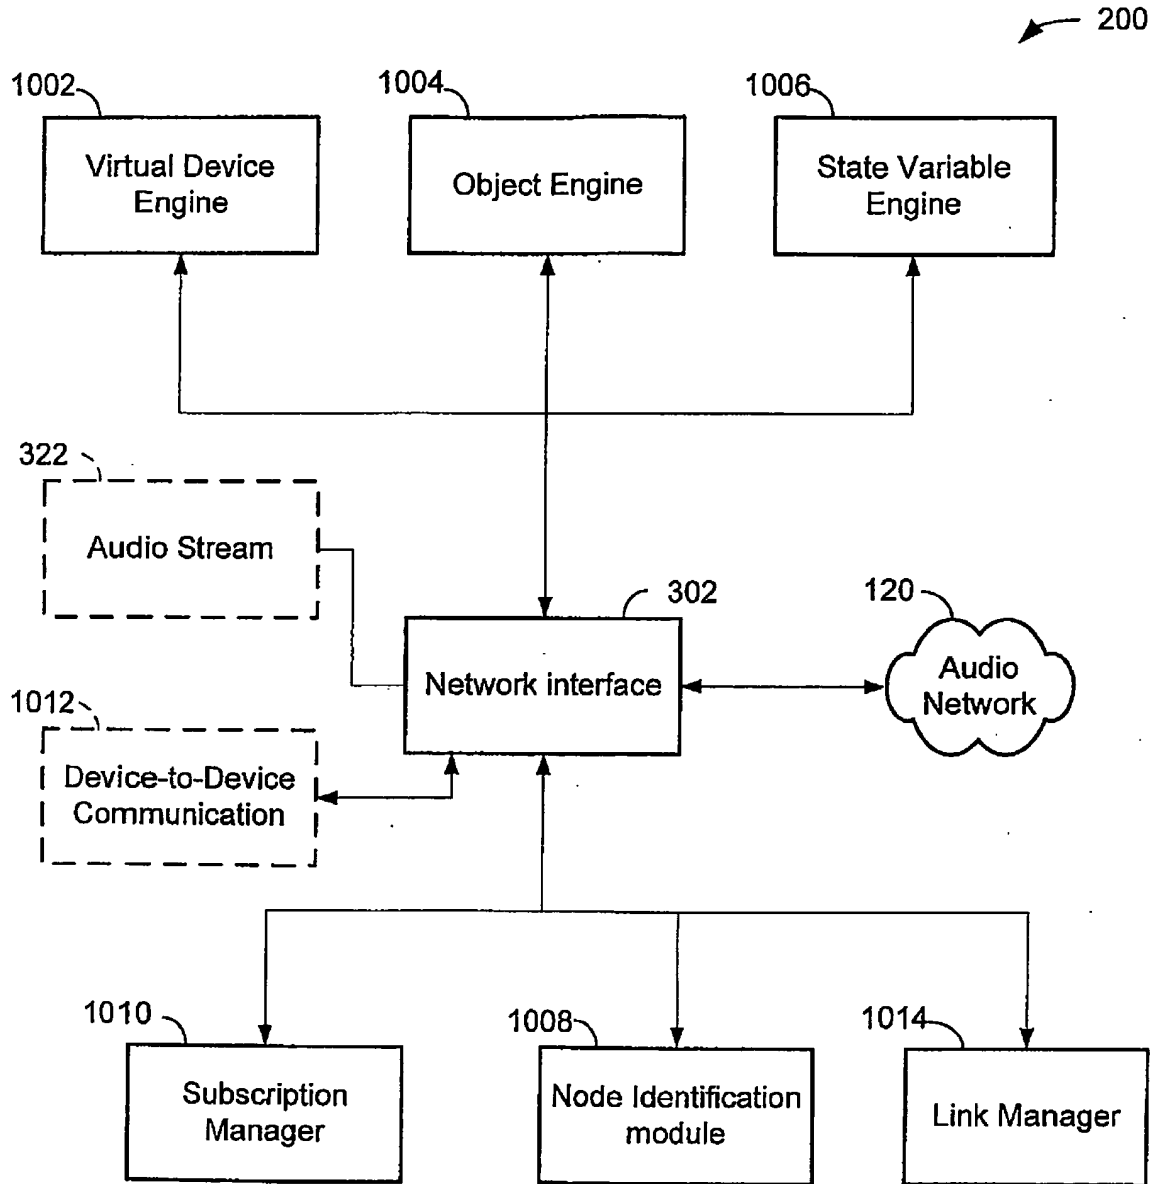 200
1002
1004
1006
Virtual Device
Engine
Object Engine
State Variable
Engine
322
Audio Stream
302
120
Network interface
Audio
Network
1012
Device-to-Device
Communication
1010
1008
1014
Subscription
Manager
Node Identification
module
Link Manager